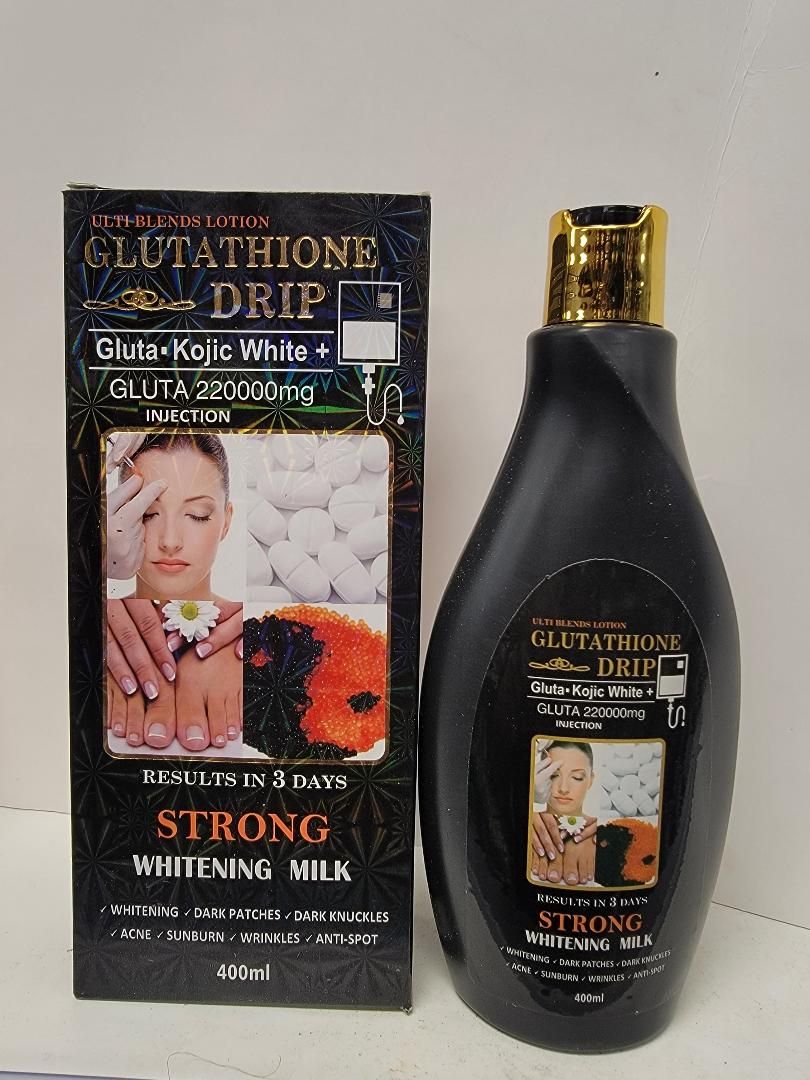 ULTI BLENDS LOTION
GLUTATHIONE
DRIP
Gluta▪Kojic White +
GLUTA 220000mg
INJECTION
RESULTS IN 3 DAYS
STRONG
WHITENING MILK
✓WHITENING ✓DARK PATCHES ✓DARK KNUCKLES
✓ACNE ✓SUNBURN ✓WRINKLES ✓ANTI-SPOT
400ml
ULTI BLENDS LOTION
GLUTATHIONE
DRIP
Gluta▪Kojic White +
GLUTA 220000mg
INJECTION
RESULTS IN 3 DAYS
STRONG
WHITENING MILK
✓WHITENING ✓DARK PATCHES ✓DARK KNUCKLES
✓ACNE ✓SUNBURN ✓WRINKLES ✓ANTI-SPOT
400ml